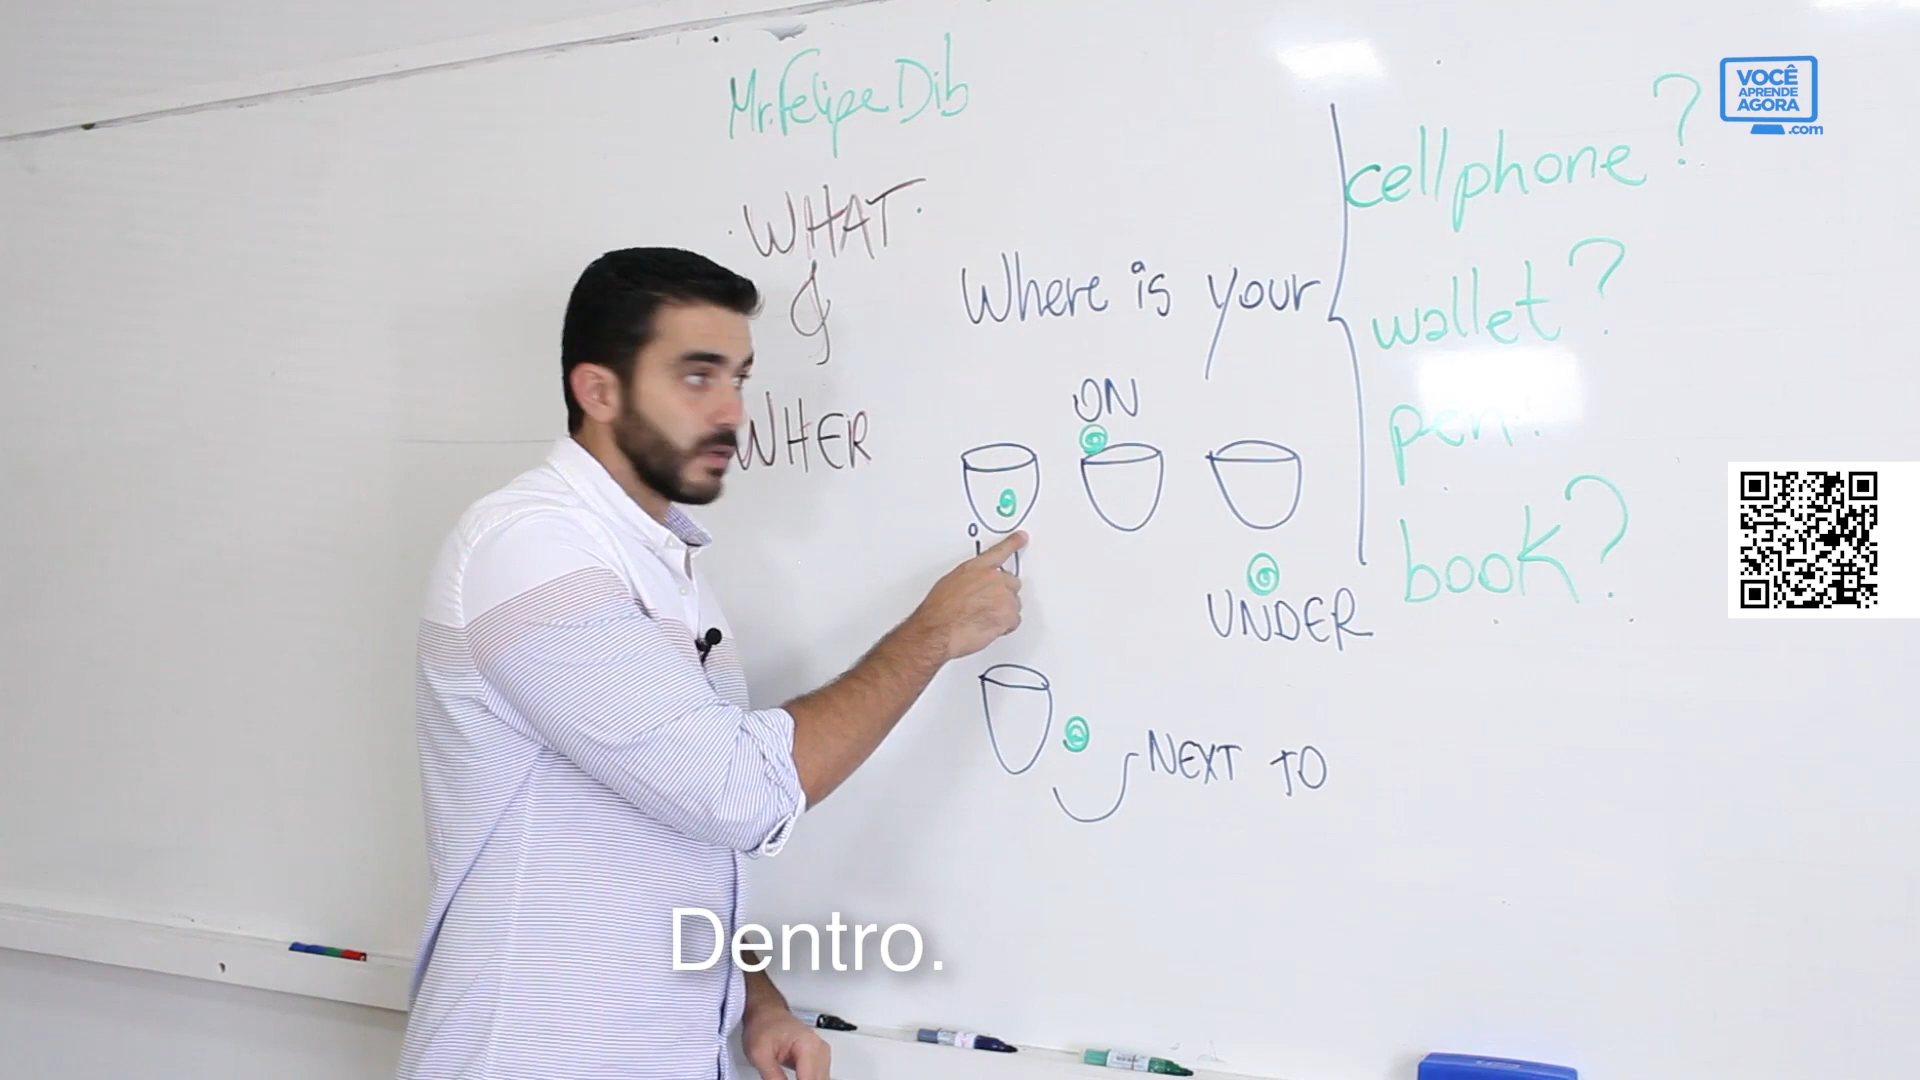 Mr. Felipe Dib
VOCÊ
APRENDE
AGORA
.com
WHAT
&
WHER
Where is your
cellphone?
wallet?
pen?
book?
ON
UNDER
NEXT TO
Dentro.